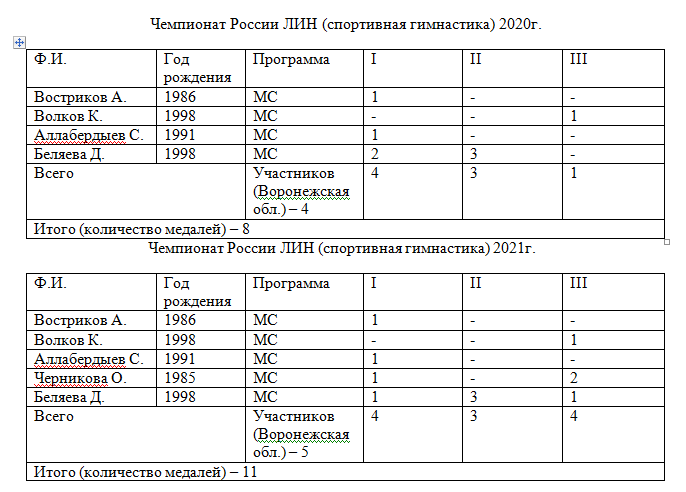 Чемпионат России ЛИН (спортивная гимнастика) 2020г.
Ф.И. Год рождения Программа I II III
Востриков А. 1986 МС 1 - -
Волков К. 1998 МС - - 1
Аллабердыев С. 1991 МС 1 - -
Беляева Д. 1998 МС 2 3 -
Всего Участников (Воронежская обл.) – 4 4 3 1
Итого (количество медалей) – 8
Чемпионат России ЛИН (спортивная гимнастика) 2021г.
Ф.И. Год рождения Программа I II III
Востриков А. 1986 МС 1 - -
Волков К. 1998 МС - - 1
Аллабердыев С. 1991 МС 1 - -
Черникова О. 1985 МС 1 - 2
Беляева Д. 1998 МС 1 3 1
Всего Участников (Воронежская обл.) – 5 4 3 4
Итого (количество медалей) – 11